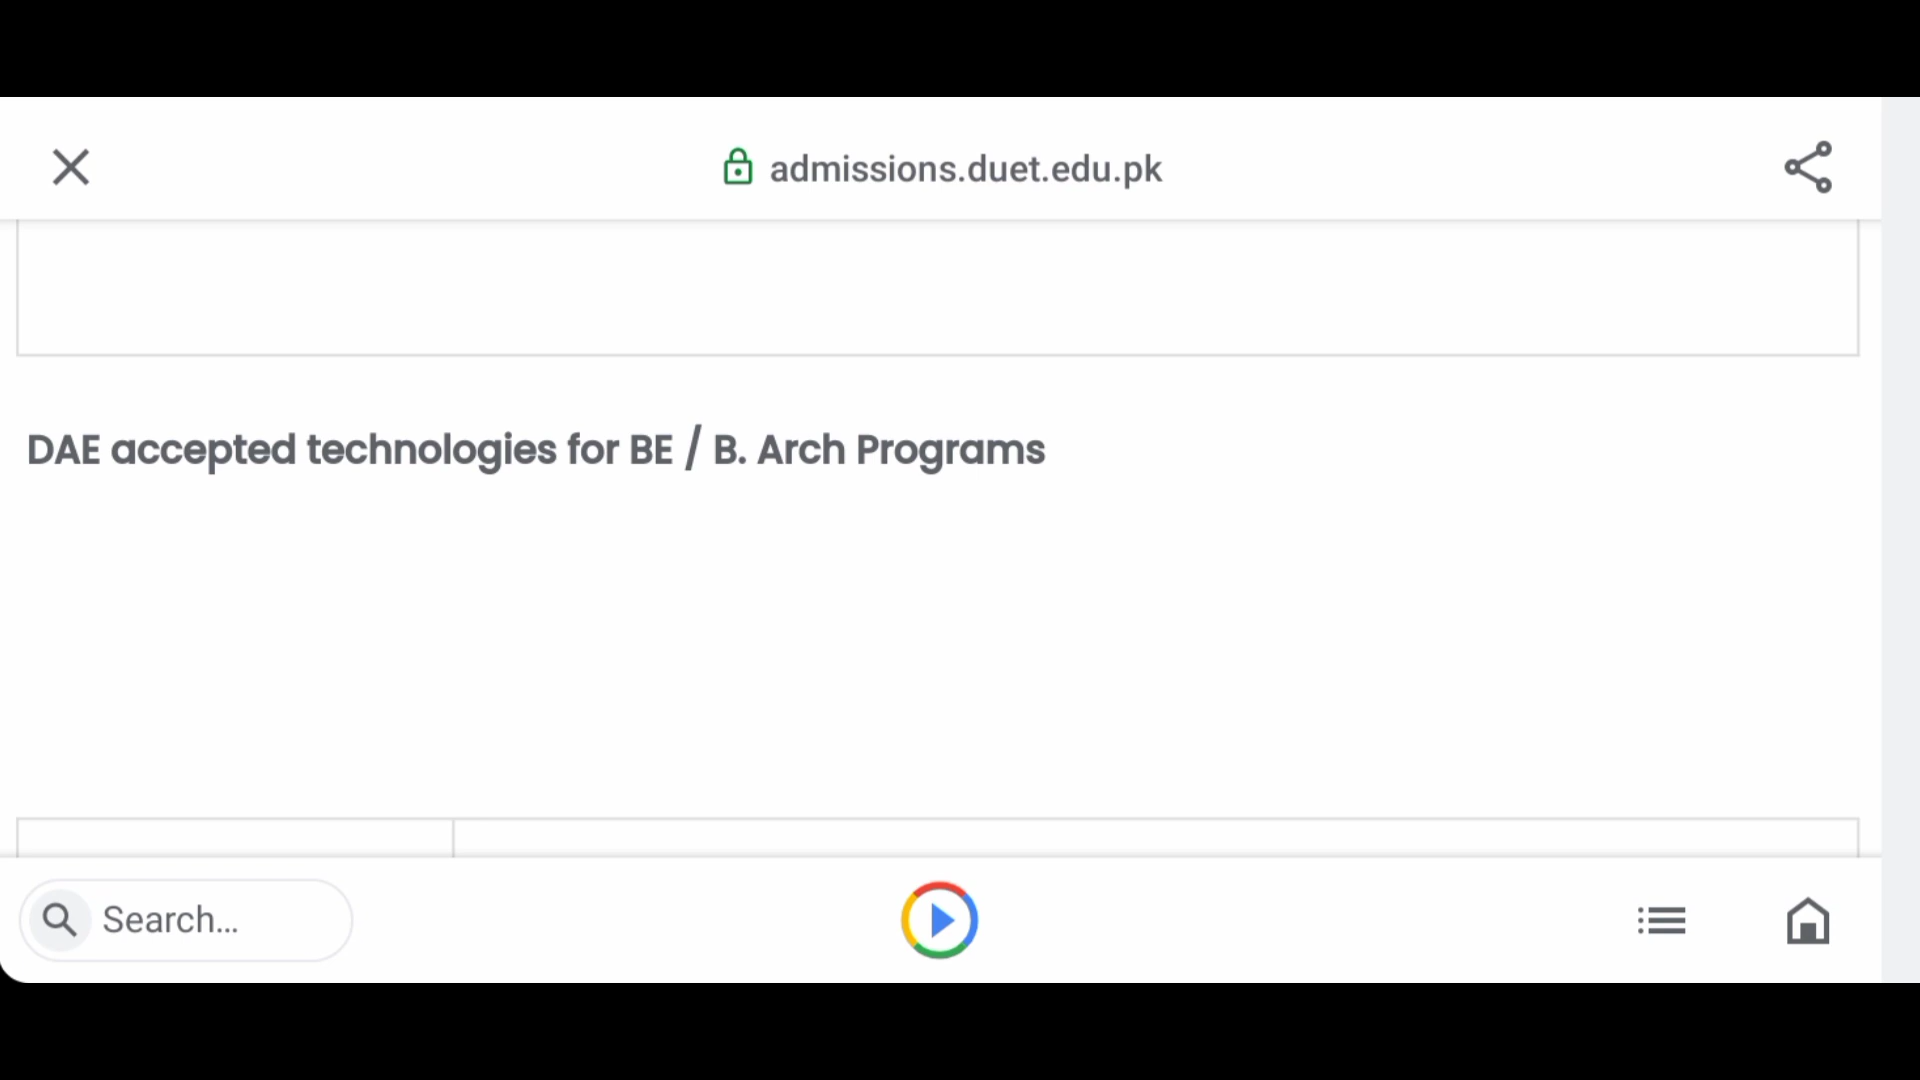 admissions.duet.edu.pk
DAE accepted technologies for BE / B. Arch Programs
Search...